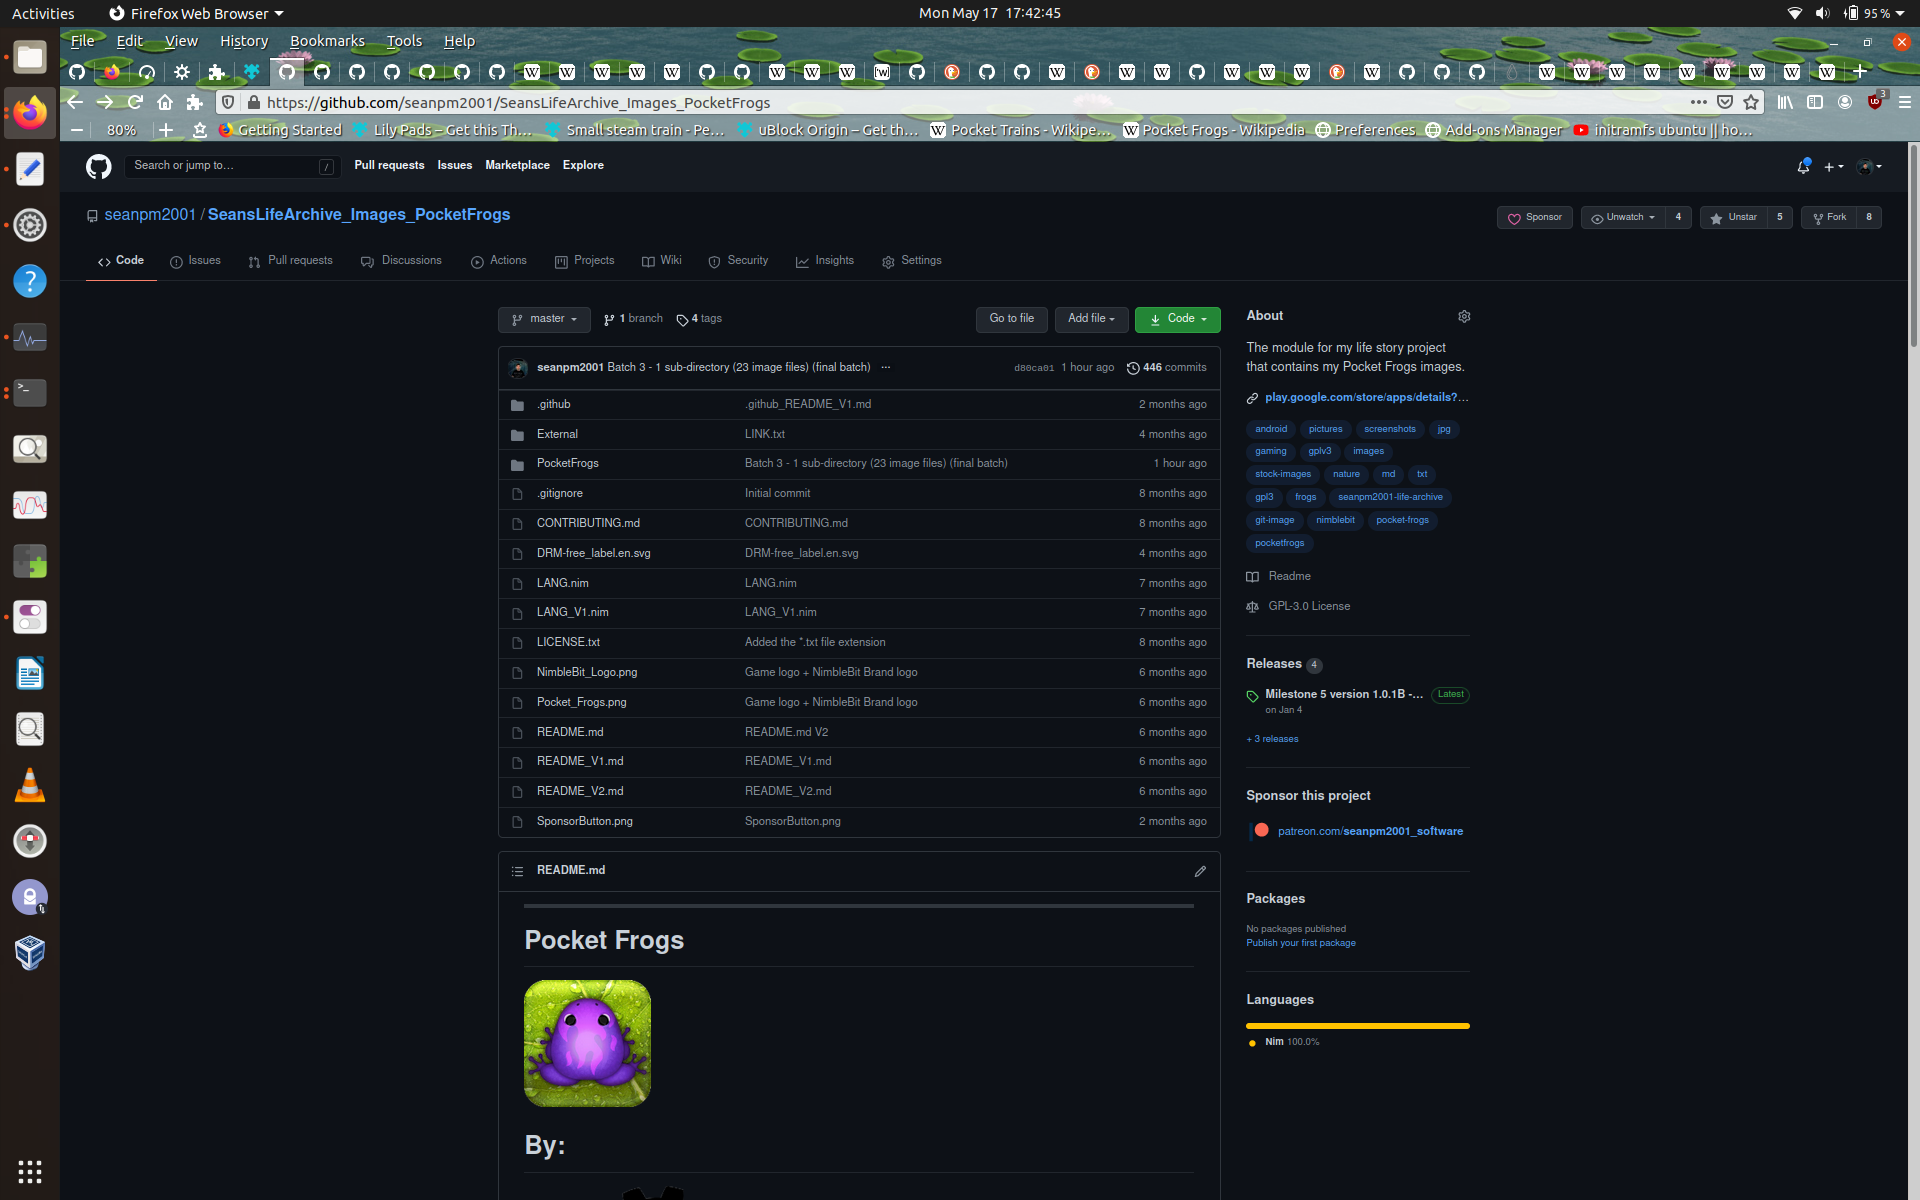 Activities Firefox Web Browser Mon May 17 17:42:45 95 %
File Edit View History Bookmarks Tools Help
https://github.com/seanpm2001/SeansLifeArchive_Images_PocketFrogs 3
80% Getting Started Lily Pads – Get this Th… Small steam train - Pe… uBlock Origin – Get th… Pocket Trains - Wikipe… Pocket Frogs - Wikipedia Preferences Add-ons Manager initramfs ubuntu || ho…
Search or jump to… / Pull requests Issues Marketplace Explore
seanpm2001 / SeansLifeArchive_Images_PocketFrogs Sponsor Unwatch 4 Unstar 5 Fork 8
Code Issues Pull requests Discussions Actions Projects Wiki Security Insights Settings
master 1 branch 4 tags Go to file Add file Code
seanpm2001 Batch 3 - 1 sub-directory (23 image files) (final batch) ... d80ca01 1 hour ago 446 commits
.github .github_README_V1.md 2 months ago
External LINK.txt 4 months ago
PocketFrogs Batch 3 - 1 sub-directory (23 image files) (final batch) 1 hour ago
.gitignore Initial commit 8 months ago
CONTRIBUTING.md CONTRIBUTING.md 8 months ago
DRM-free_label.en.svg DRM-free_label.en.svg 4 months ago
LANG.nim LANG.nim 7 months ago
LANG_V1.nim LANG_V1.nim 7 months ago
LICENSE.txt Added the *.txt file extension 8 months ago
NimbleBit_Logo.png Game logo + NimbleBit Brand logo 6 months ago
Pocket_Frogs.png Game logo + NimbleBit Brand logo 6 months ago
README.md README.md V2 6 months ago
README_V1.md README_V1.md 6 months ago
README_V2.md README_V2.md 6 months ago
SponsorButton.png SponsorButton.png 2 months ago
README.md
Pocket Frogs
By:
About
The module for my life story project
that contains my Pocket Frogs images.
play.google.com/store/apps/details?…
android pictures screenshots jpg
gaming gplv3 images
stock-images nature md txt
gpl3 frogs seanpm2001-life-archive
git-image nimblebit pocket-frogs
pocketfrogs
Readme
GPL-3.0 License
Releases 4
Milestone 5 version 1.0.1B -… Latest
on Jan 4
+ 3 releases
Sponsor this project
patreon.com/seanpm2001_software
Packages
No packages published
Publish your first package
Languages
Nim 100.0%